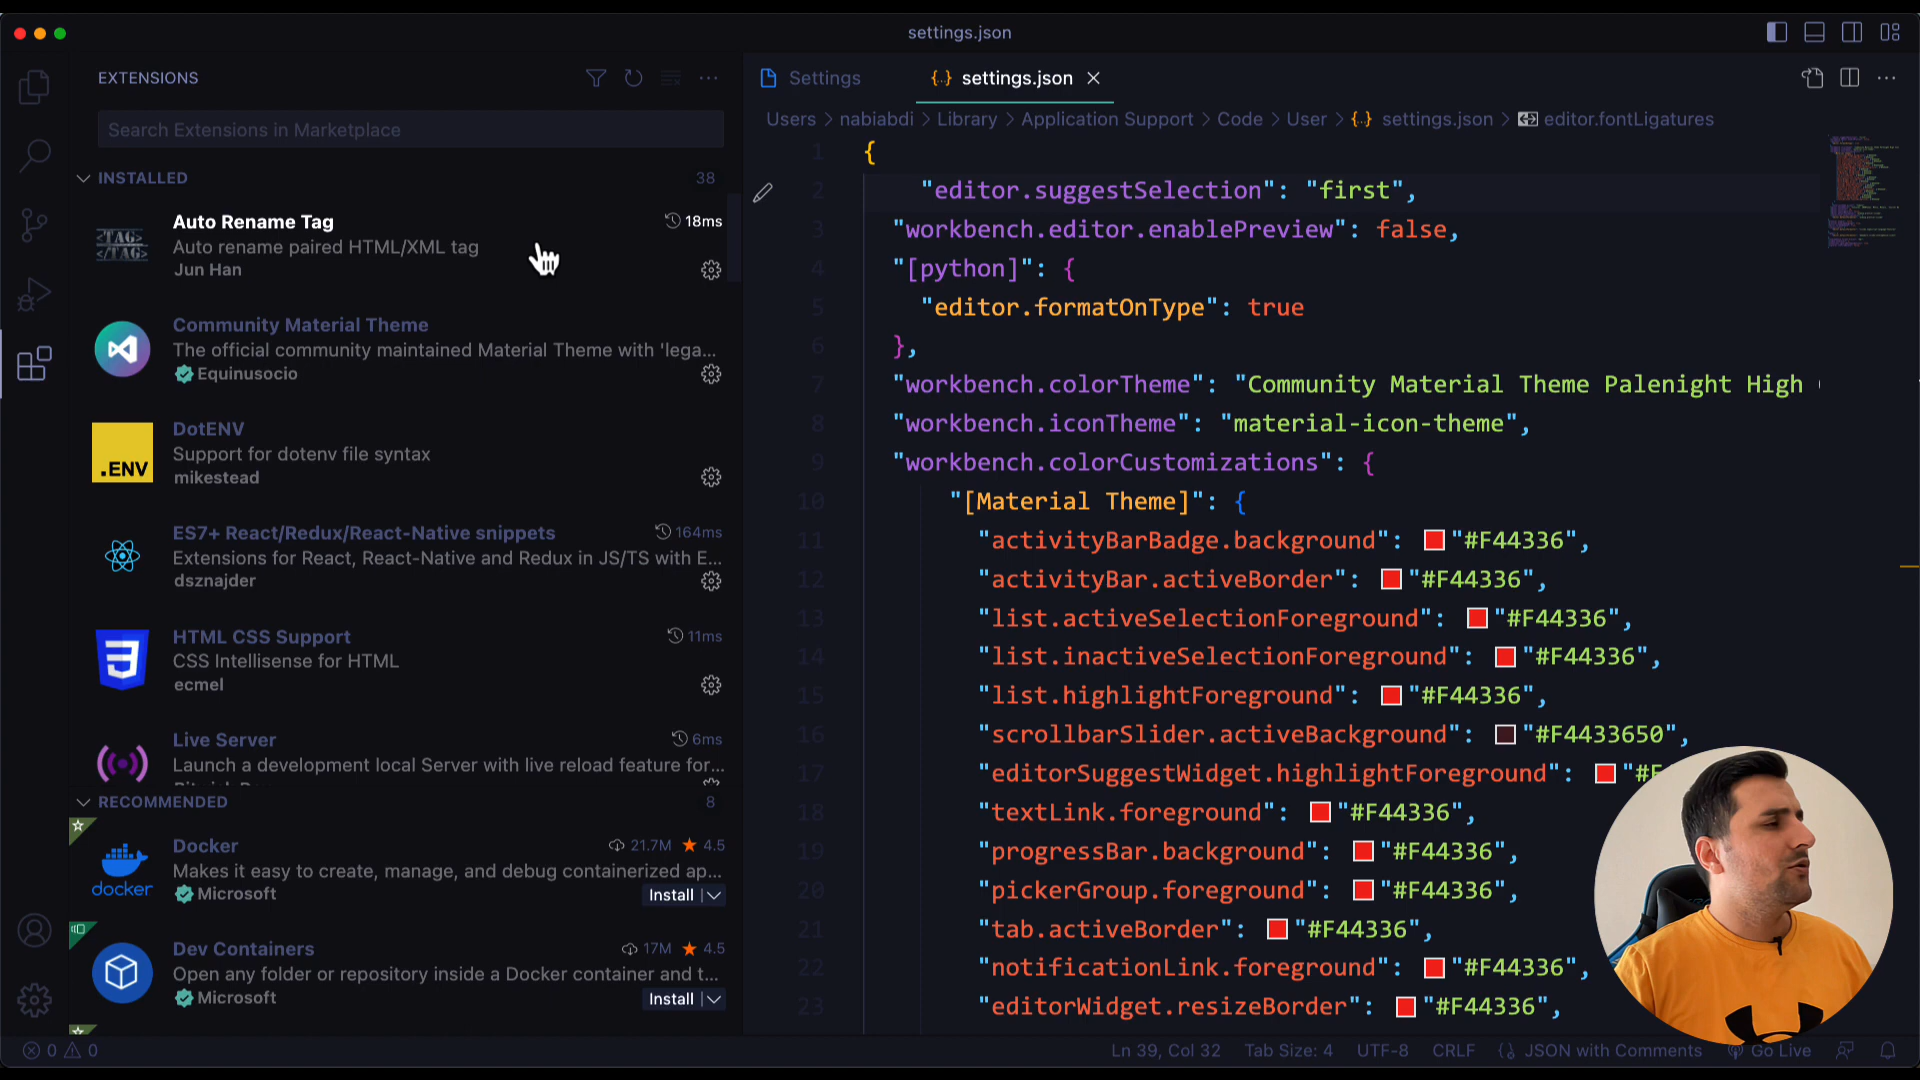 settings.json
EXTENSIONS
Search Extensions in Marketplace
INSTALLED 38
<TAG>
</TAG>
Auto Rename Tag 18ms
Auto rename paired HTML/XML tag
Jun Han
Community Material Theme
The official community maintained Material Theme with 'lega...
Equinusocio
.ENV
DotENV
Support for dotenv file syntax
mikestead
ES7+ React/Redux/React-Native snippets 164ms
Extensions for React, React-Native and Redux in JS/TS with E...
dsznajder
HTML CSS Support 11ms
CSS Intellisense for HTML
ecmel
Live Server 6ms
Launch a development local Server with live reload feature for...
RECOMMENDED 8
docker
Docker 21.7M 4.5
Makes it easy to create, manage, and debug containerized ap...
Microsoft Install
Dev Containers 17M 4.5
Open any folder or repository inside a Docker container and t...
Microsoft Install
Settings settings.json
Users > nabiabdi > Library > Application Support > Code > User > {..} settings.json > editor.fontLigatures
1 {
2 "editor.suggestSelection": "first",
3 "workbench.editor.enablePreview": false,
4 "[python]": {
5 "editor.formatOnType": true
6 },
7 "workbench.colorTheme": "Community Material Theme Palenight High
8 "workbench.iconTheme": "material-icon-theme",
9 "workbench.colorCustomizations": {
10 "[Material Theme]": {
11 "activityBarBadge.background": "#F44336",
12 "activityBar.activeBorder": "#F44336",
13 "list.activeSelectionForeground": "#F44336",
14 "list.inactiveSelectionForeground": "#F44336",
15 "list.highlightForeground": "#F44336",
16 "scrollbarSlider.activeBackground": "#F4433650",
17 "editorSuggestWidget.highlightForeground": "#F
18 "textLink.foreground": "#F44336",
19 "progressBar.background": "#F44336",
20 "pickerGroup.foreground": "#F44336",
21 "tab.activeBorder": "#F44336",
22 "notificationLink.foreground": "#F44336",
23 "editorWidget.resizeBorder": "#F44336",
0 0 Ln 39, Col 32 Tab Size: 4 UTF-8 CRLF JSON with Comments Go Live